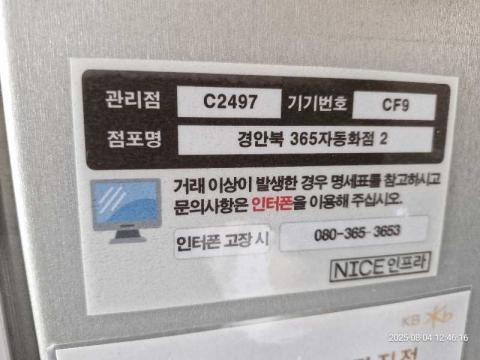 관리점 C2497 기기번호 CF9
점포명 경안북 365자동화점 2
거래 이상이 발생한 경우 명세표를 참고하시고
문의사항은 인터폰을 이용해 주십시오.
인터폰 고장 시 080-365-3653
NICE인프라
KB
2025-08-04 12:46:16